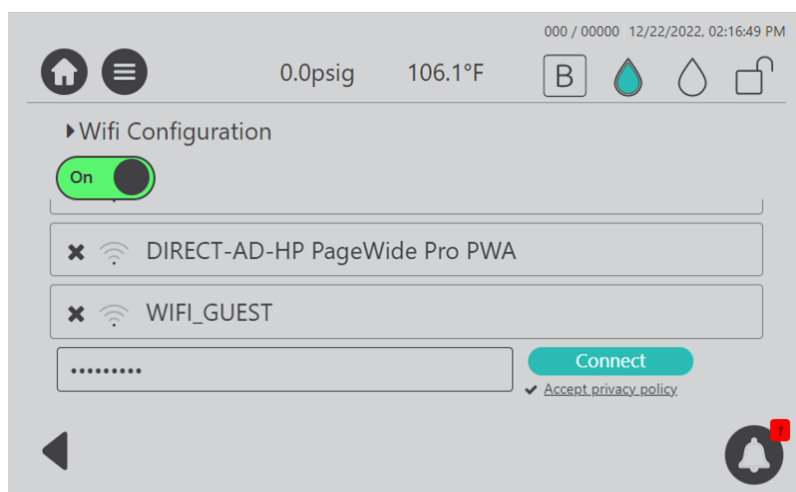 000 / 00000 12/22/2022, 02:16:49 PM
0.0psig 106.1°F B
Wifi Configuration
On
DIRECT-AD-HP PageWide Pro PWA
WIFI_GUEST
•••••••••
Connect
Accept privacy policy
1